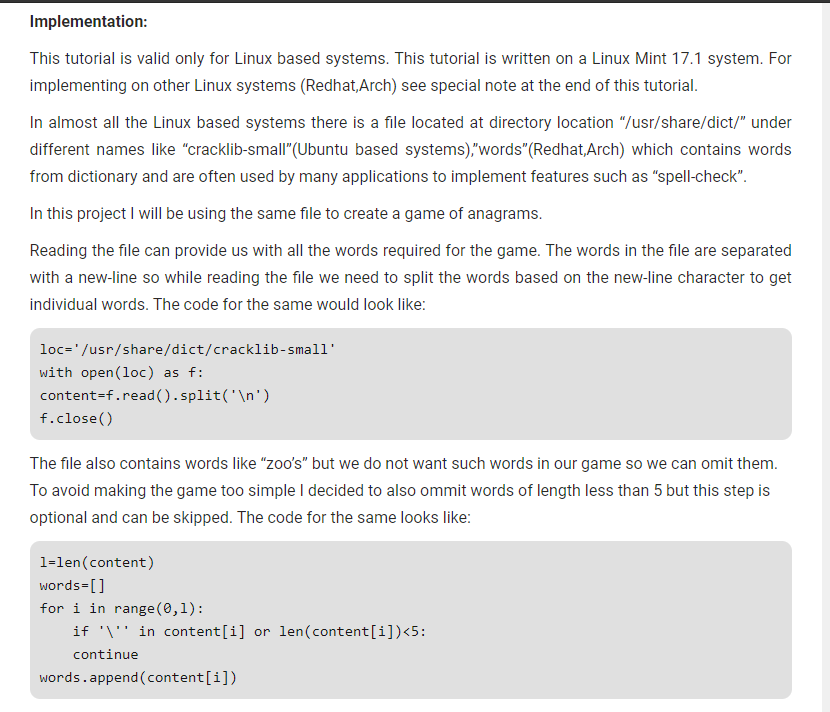 Implementation:
This tutorial is valid only for Linux based systems. This tutorial is written on a Linux Mint 17.1 system. For
implementing on other Linux systems (Redhat,Arch) see special note at the end of this tutorial.
In almost all the Linux based systems there is a file located at directory location “/usr/share/dict/” under
different names like “cracklib-small”(Ubuntu based systems),”words”(Redhat,Arch) which contains words
from dictionary and are often used by many applications to implement features such as “spell-check”.
In this project I will be using the same file to create a game of anagrams.
Reading the file can provide us with all the words required for the game. The words in the file are separated
with a new-line so while reading the file we need to split the words based on the new-line character to get
individual words. The code for the same would look like:
loc='/usr/share/dict/cracklib-small'
with open(loc) as f:
content=f.read().split('\n')
f.close()
The file also contains words like “zoo’s” but we do not want such words in our game so we can omit them.
To avoid making the game too simple I decided to also ommit words of length less than 5 but this step is
optional and can be skipped. The code for the same looks like:
l=len(content)
words=[]
for i in range(0,l):
    if '\'' in content[i] or len(content[i])<5:
    continue
words.append(content[i])